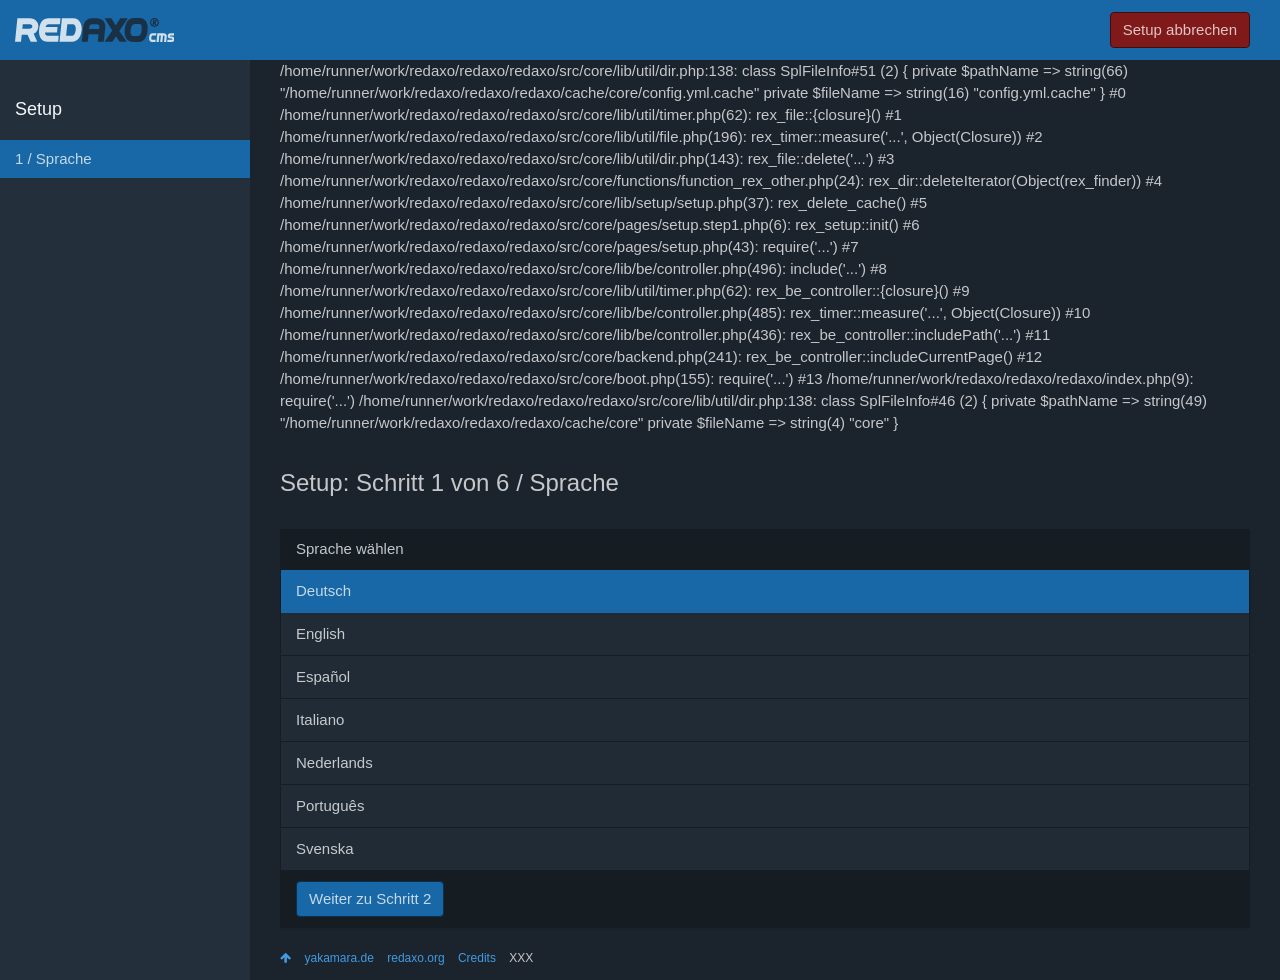 REDAXO® cms
Setup abbrechen
Setup
1 / Sprache
/home/runner/work/redaxo/redaxo/redaxo/src/core/lib/util/dir.php:138: class SplFileInfo#51 (2) { private $pathName => string(66)
"/home/runner/work/redaxo/redaxo/redaxo/cache/core/config.yml.cache" private $fileName => string(16) "config.yml.cache" } #0
/home/runner/work/redaxo/redaxo/redaxo/src/core/lib/util/timer.php(62): rex_file::{closure}() #1
/home/runner/work/redaxo/redaxo/redaxo/src/core/lib/util/file.php(196): rex_timer::measure('...', Object(Closure)) #2
/home/runner/work/redaxo/redaxo/redaxo/src/core/lib/util/dir.php(143): rex_file::delete('...') #3
/home/runner/work/redaxo/redaxo/redaxo/src/core/functions/function_rex_other.php(24): rex_dir::deleteIterator(Object(rex_finder)) #4
/home/runner/work/redaxo/redaxo/redaxo/src/core/lib/setup/setup.php(37): rex_delete_cache() #5
/home/runner/work/redaxo/redaxo/redaxo/src/core/pages/setup.step1.php(6): rex_setup::init() #6
/home/runner/work/redaxo/redaxo/redaxo/src/core/pages/setup.php(43): require('...') #7
/home/runner/work/redaxo/redaxo/redaxo/src/core/lib/be/controller.php(496): include('...') #8
/home/runner/work/redaxo/redaxo/redaxo/src/core/lib/util/timer.php(62): rex_be_controller::{closure}() #9
/home/runner/work/redaxo/redaxo/redaxo/src/core/lib/be/controller.php(485): rex_timer::measure('...', Object(Closure)) #10
/home/runner/work/redaxo/redaxo/redaxo/src/core/lib/be/controller.php(436): rex_be_controller::includePath('...') #11
/home/runner/work/redaxo/redaxo/redaxo/src/core/backend.php(241): rex_be_controller::includeCurrentPage() #12
/home/runner/work/redaxo/redaxo/redaxo/src/core/boot.php(155): require('...') #13 /home/runner/work/redaxo/redaxo/redaxo/index.php(9):
require('...') /home/runner/work/redaxo/redaxo/redaxo/src/core/lib/util/dir.php:138: class SplFileInfo#46 (2) { private $pathName => string(49)
"/home/runner/work/redaxo/redaxo/redaxo/cache/core" private $fileName => string(4) "core" }
Setup: Schritt 1 von 6 / Sprache
Sprache wählen
Deutsch
English
Español
Italiano
Nederlands
Português
Svenska
Weiter zu Schritt 2
yakamara.de redaxo.org Credits XXX